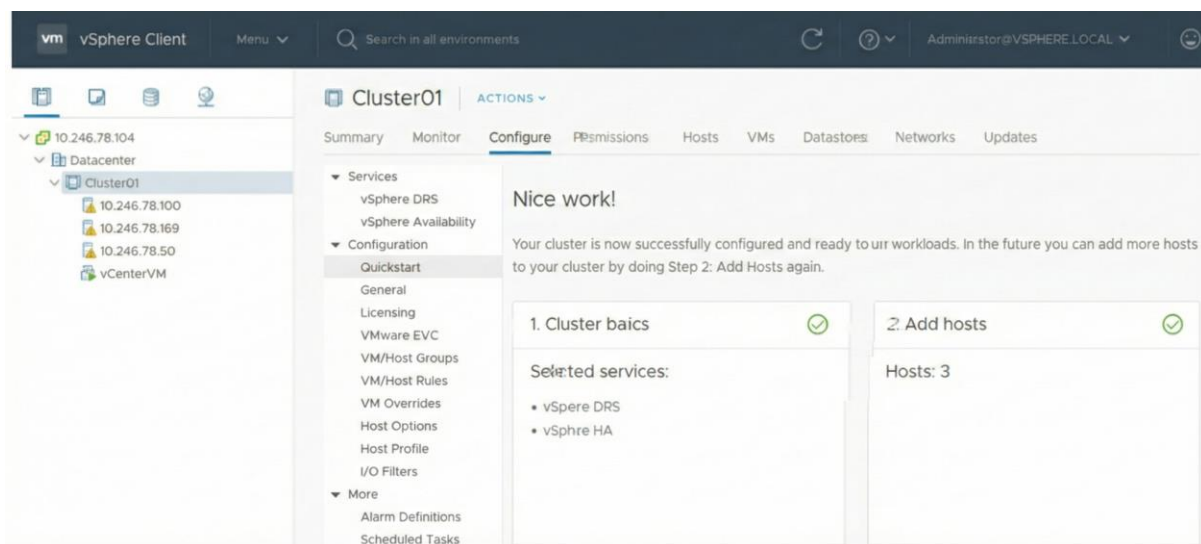 vm vSphere Client Menu Search in all environments Administor@VSPHERE.LOCAL
Cluster01 ACTIONS
10.246.78.104
Datacenter
Cluster01
10.246.78.100
10.246.78.169
10.246.78.50
vCenterVM
Summary Monitor Configure Hosts VMs Networks Updates
Services
vSphere DRS
vSphere Availability
Configuration
Quickstart
General
Licensing
VMware EVC
VM/Host Groups
VM/Host Rules
VM Overrides
Host Options
Host Profile
I/O Filters
More
Alarm Definitions
Scheduled Tasks
Nice work!
Your cluster is now successfully configured and ready to urr workloads. In the future you can add more hosts
to your cluster by doing Step 2: Add Hosts again.
1. Cluster baics
services:
• vSpere DRS
• vSphre HA
2. Add hosts
Hosts: 3